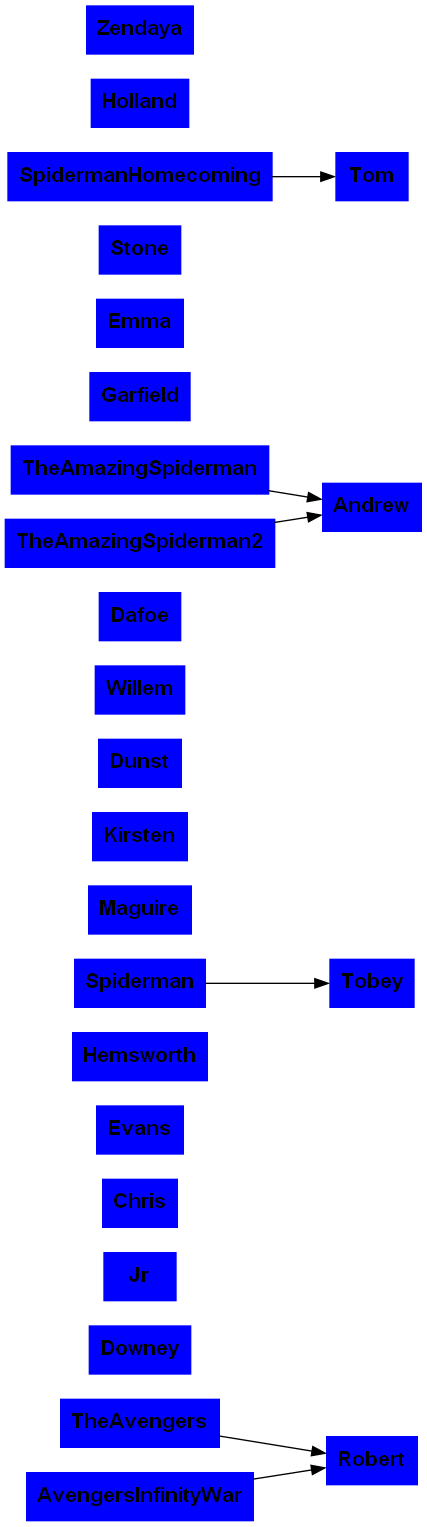 Zendaya
Holland
SpidermanHomecoming
Tom
Stone
Emma
Garfield
TheAmazingSpiderman
Andrew
TheAmazingSpiderman2
Dafoe
Willem
Dunst
Kirsten
Maguire
Spiderman
Tobey
Hemsworth
Evans
Chris
Jr
Downey
TheAvengers
Robert
AvengersInfinityWar